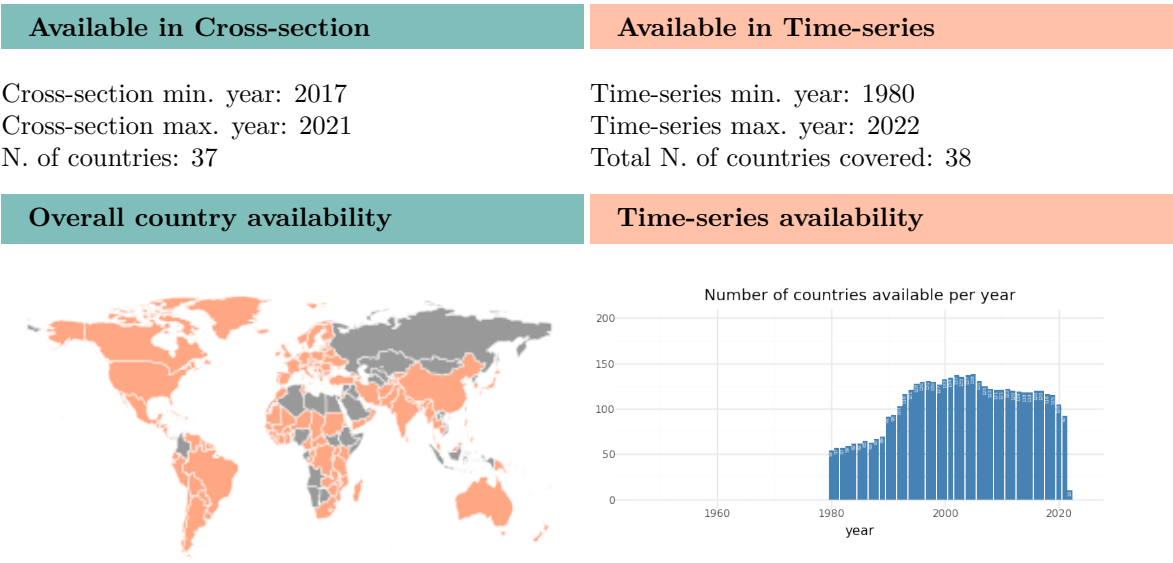 Available in Cross-section
Available in Time-series
Cross-section min. year: 2017
Cross-section max. year: 2021
N. of countries: 37
Time-series min. year: 1980
Time-series max. year: 2022
Total N. of countries covered: 38
Overall country availability
Time-series availability
Number of countries available per year
200
150
100
50
0
1960
1980
2000
2020
year